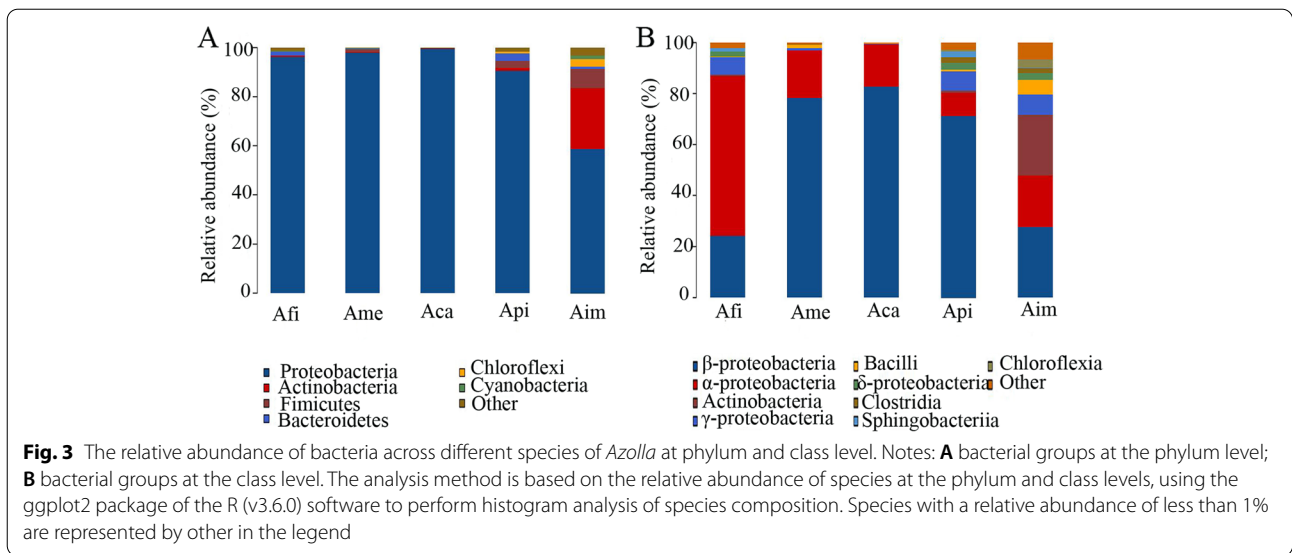 A
B
Relative abundance (%)
100
80
60
40
20
0
Afi Ame Aca Api Aim
Relative abundance (%)
100
80
60
40
20
0
Afi Ame Aca Api Aim
Proteobacteria
Actinobacteria
Fimicutes
Bacteroidetes
Chloroflexi
Cyanobacteria
Other
β-proteobacteria
α-proteobacteria
Actinobacteria
γ-proteobacteria
Bacilli
δ-proteobacteria
Clostridia
Sphingobacteriia
Chloroflexia
Other
Fig. 3 The relative abundance of bacteria across different species of Azolla at phylum and class level. Notes: A bacterial groups at the phylum level;
B bacterial groups at the class level. The analysis method is based on the relative abundance of species at the phylum and class levels, using the
ggplot2 package of the R (v3.6.0) software to perform histogram analysis of species composition. Species with a relative abundance of less than 1%
are represented by other in the legend